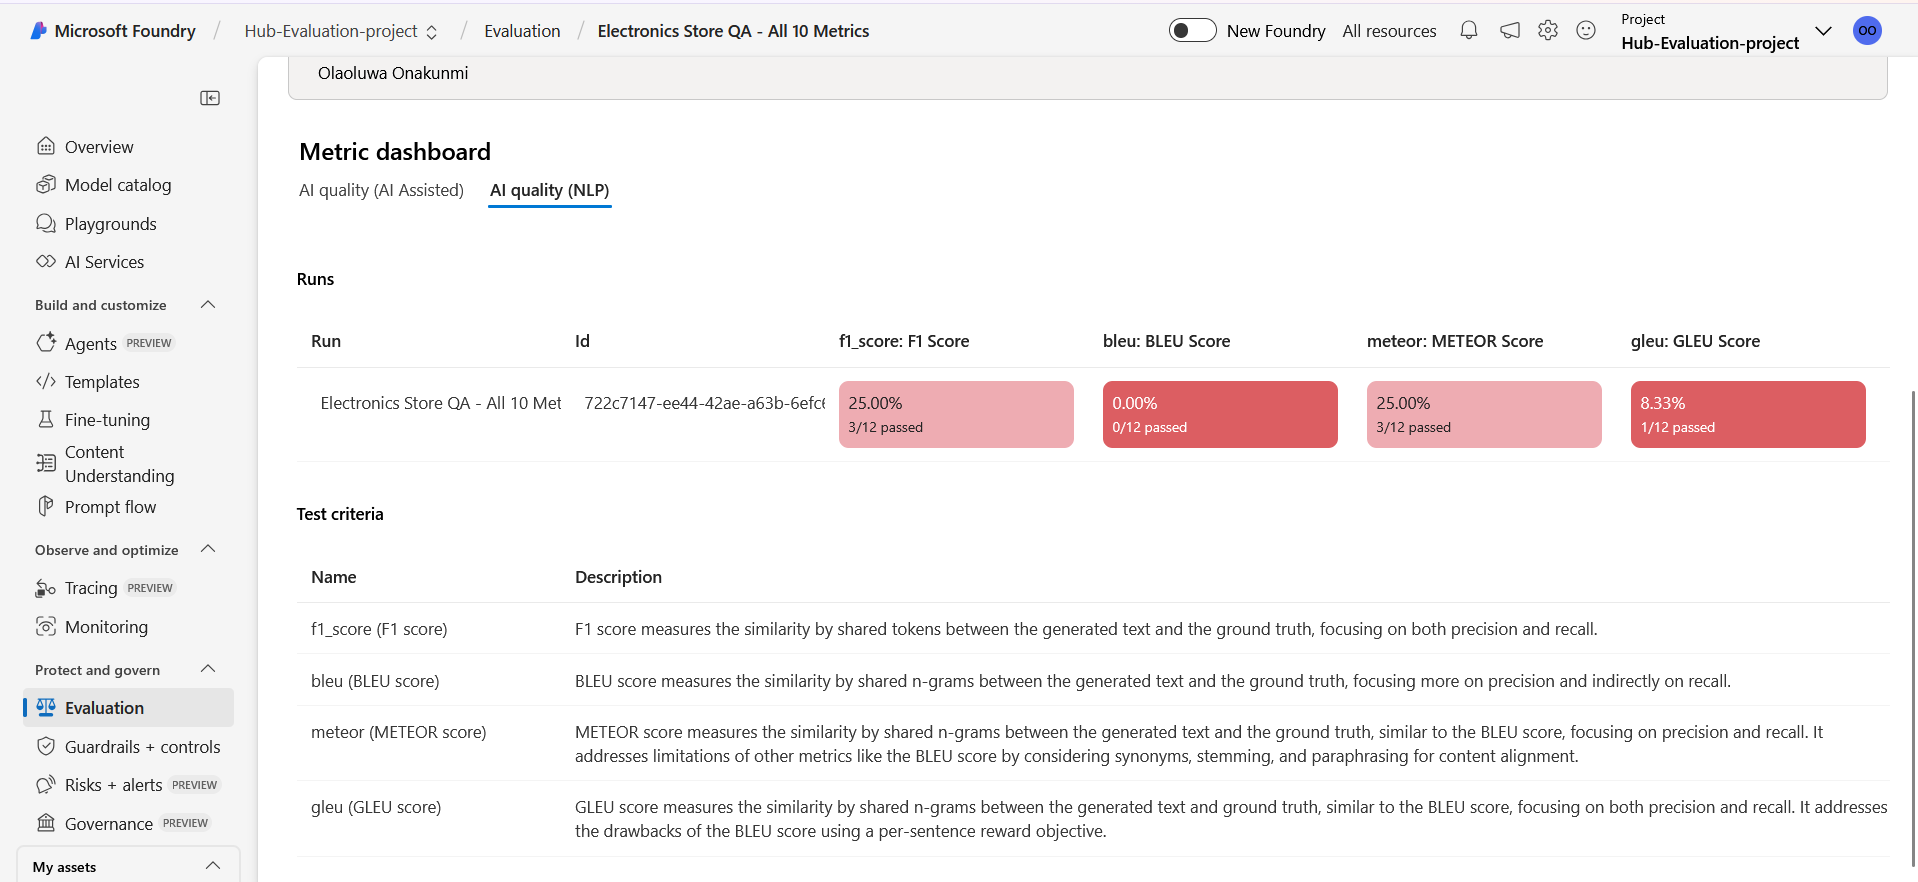 Microsoft Foundry / Hub-Evaluation-project / Evaluation / Electronics Store QA - All 10 Metrics
New Foundry All resources
Project
Hub-Evaluation-project
OO
Overview
Model catalog
Playgrounds
AI Services
Build and customize
Agents PREVIEW
Templates
Fine-tuning
Content
Understanding
Prompt flow
Observe and optimize
Tracing PREVIEW
Monitoring
Protect and govern
Evaluation
Guardrails + controls
Risks + alerts PREVIEW
Governance PREVIEW
My assets
Olaoluwa Onakunmi
Metric dashboard
AI quality (AI Assisted) AI quality (NLP)
Runs
Run Id f1_score: F1 Score bleu: BLEU Score meteor: METEOR Score gleu: GLEU Score
Electronics Store QA - All 10 Met 722c7147-ee44-42ae-a63b-6efc6 25.00% 0.00% 25.00% 8.33%
3/12 passed 0/12 passed 3/12 passed 1/12 passed
Test criteria
Name Description
f1_score (F1 score) F1 score measures the similarity by shared tokens between the generated text and the ground truth, focusing on both precision and recall.
bleu (BLEU score) BLEU score measures the similarity by shared n-grams between the generated text and the ground truth, focusing more on precision and indirectly on recall.
meteor (METEOR score) METEOR score measures the similarity by shared n-grams between the generated text and the ground truth, similar to the BLEU score, focusing on precision and recall. It
addresses limitations of other metrics like the BLEU score by considering synonyms, stemming, and paraphrasing for content alignment.
gleu (GLEU score) GLEU score measures the similarity by shared n-grams between the generated text and ground truth, similar to the BLEU score, focusing on both precision and recall. It addresses
the drawbacks of the BLEU score using a per-sentence reward objective.